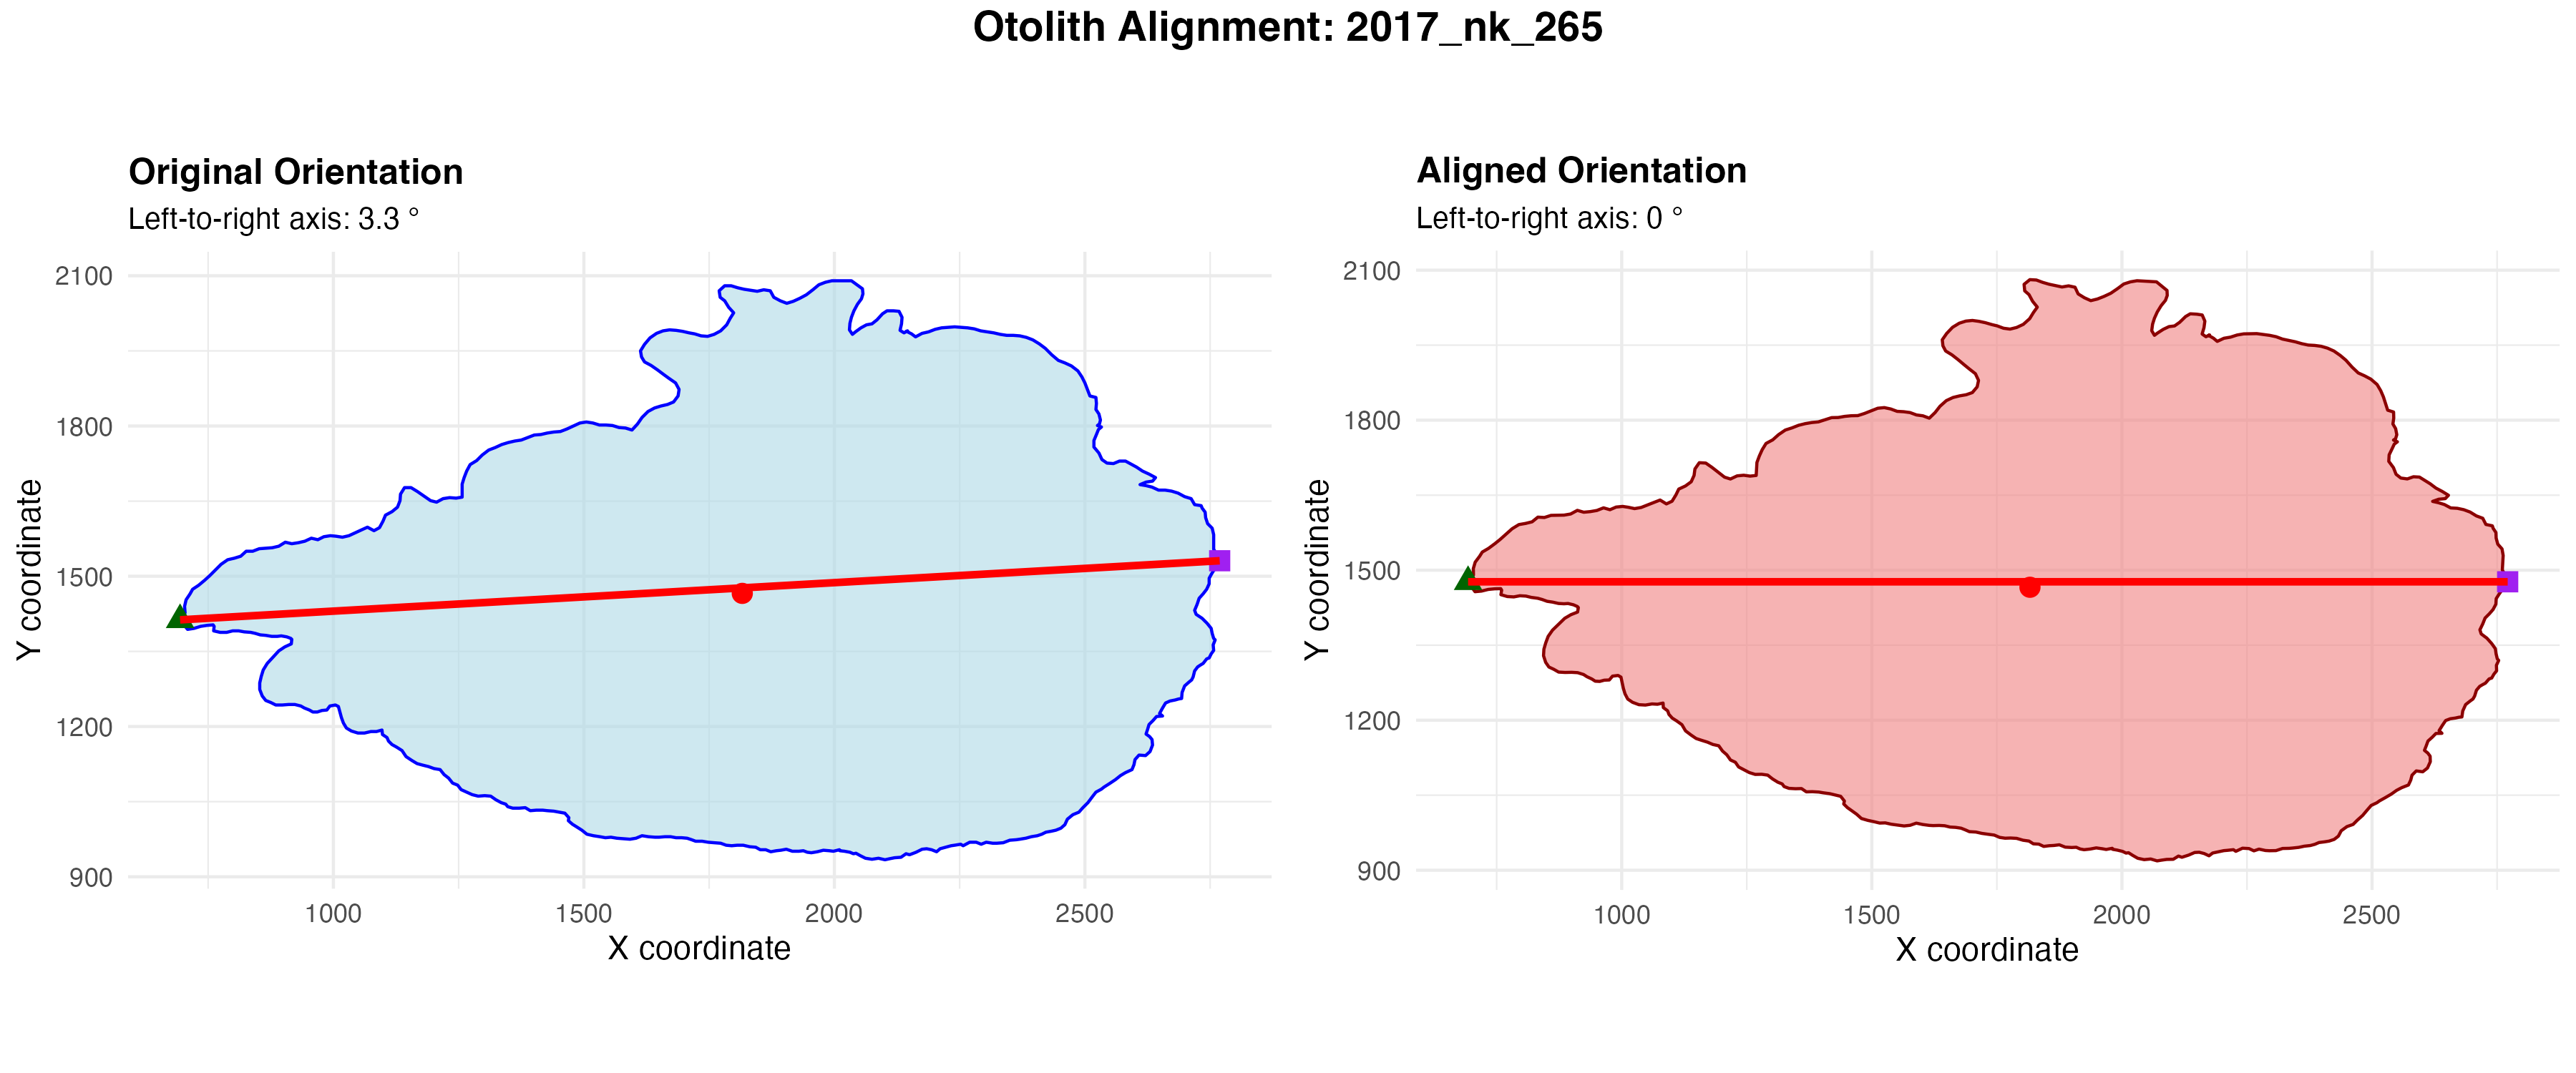 Otolith Alignment: 2017_nk_265
Original Orientation
Left-to-right axis: 3.3 °
2100
1800
1500
1200
900
Y coordinate
1000 1500 2000 2500
X coordinate
Aligned Orientation
Left-to-right axis: 0 °
2100
1800
1500
1200
900
Y coordinate
1000 1500 2000 2500
X coordinate